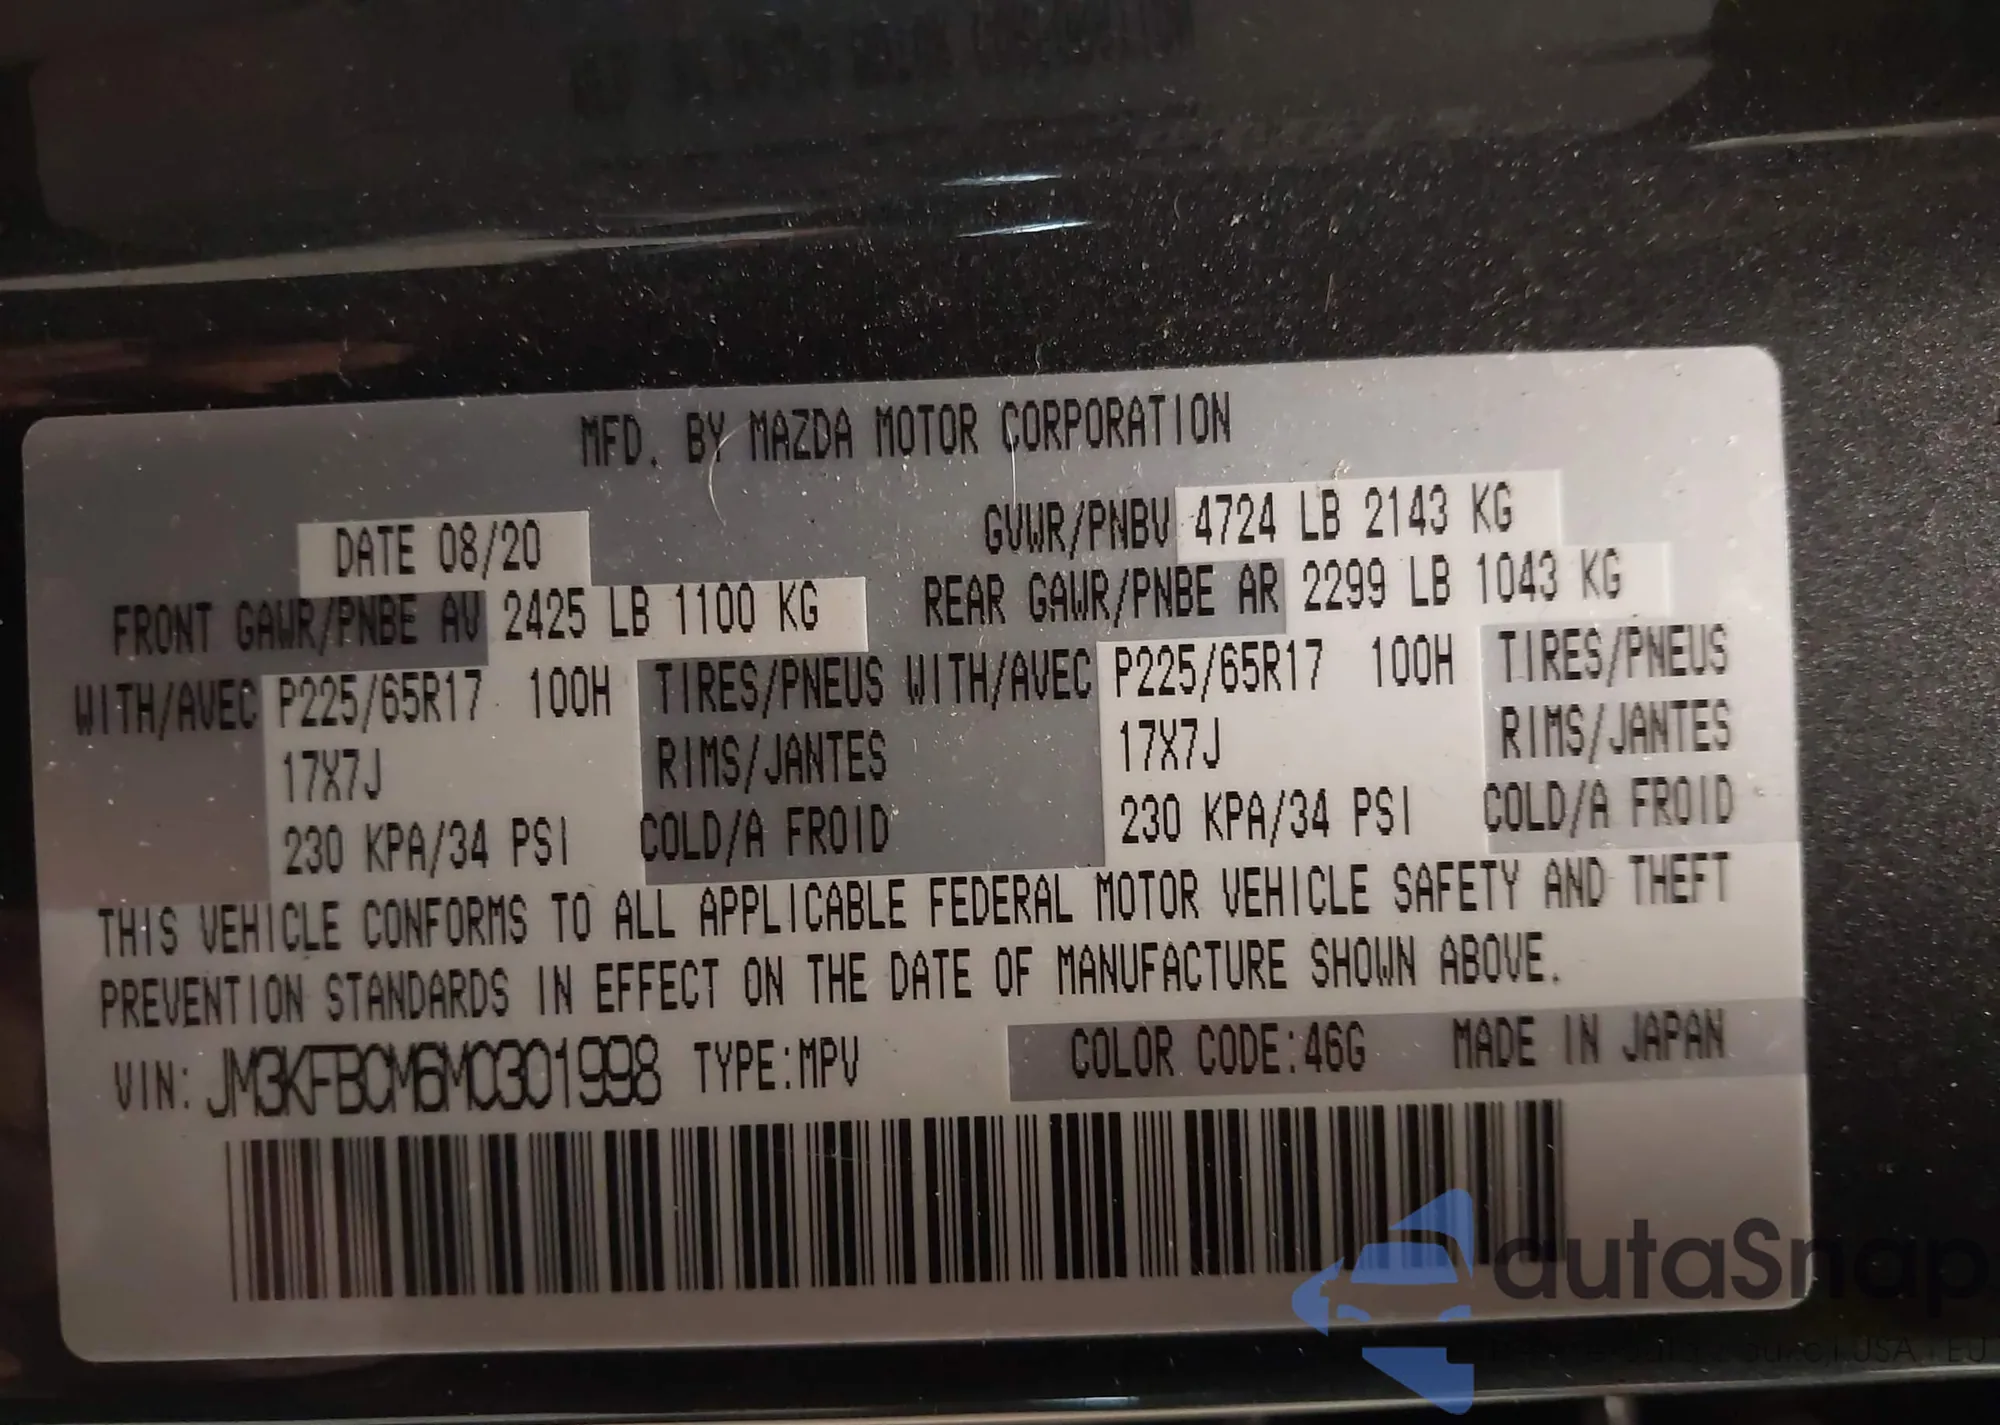 MFD. BY MAZDA MOTOR CORPORATION
DATE 08/20 GVWR/PNBV 4724 LB 2143 KG
FRONT GAWR/PNBE AV 2425 LB 1100 KG REAR GAWR/PNBE AR 2299 LB 1043 KG
WITH/AVEC P225/65R17 100H TIRES/PNEUS WITH/AVEC P225/65R17 100H TIRES/PNEUS
17X7J RIMS/JANTES 17X7J RIMS/JANTES
230 KPA/34 PSI COLD/A FROID 230 KPA/34 PSI COLD/A FROID
THIS VEHICLE CONFORMS TO ALL APPLICABLE FEDERAL MOTOR VEHICLE SAFETY AND THEFT
PREVENTION STANDARDS IN EFFECT ON THE DATE OF MANUFACTURE SHOWN ABOVE.
VIN: JM3KFBCM6M0301998 TYPE:MPV COLOR CODE:46G MADE IN JAPAN
autaSnap